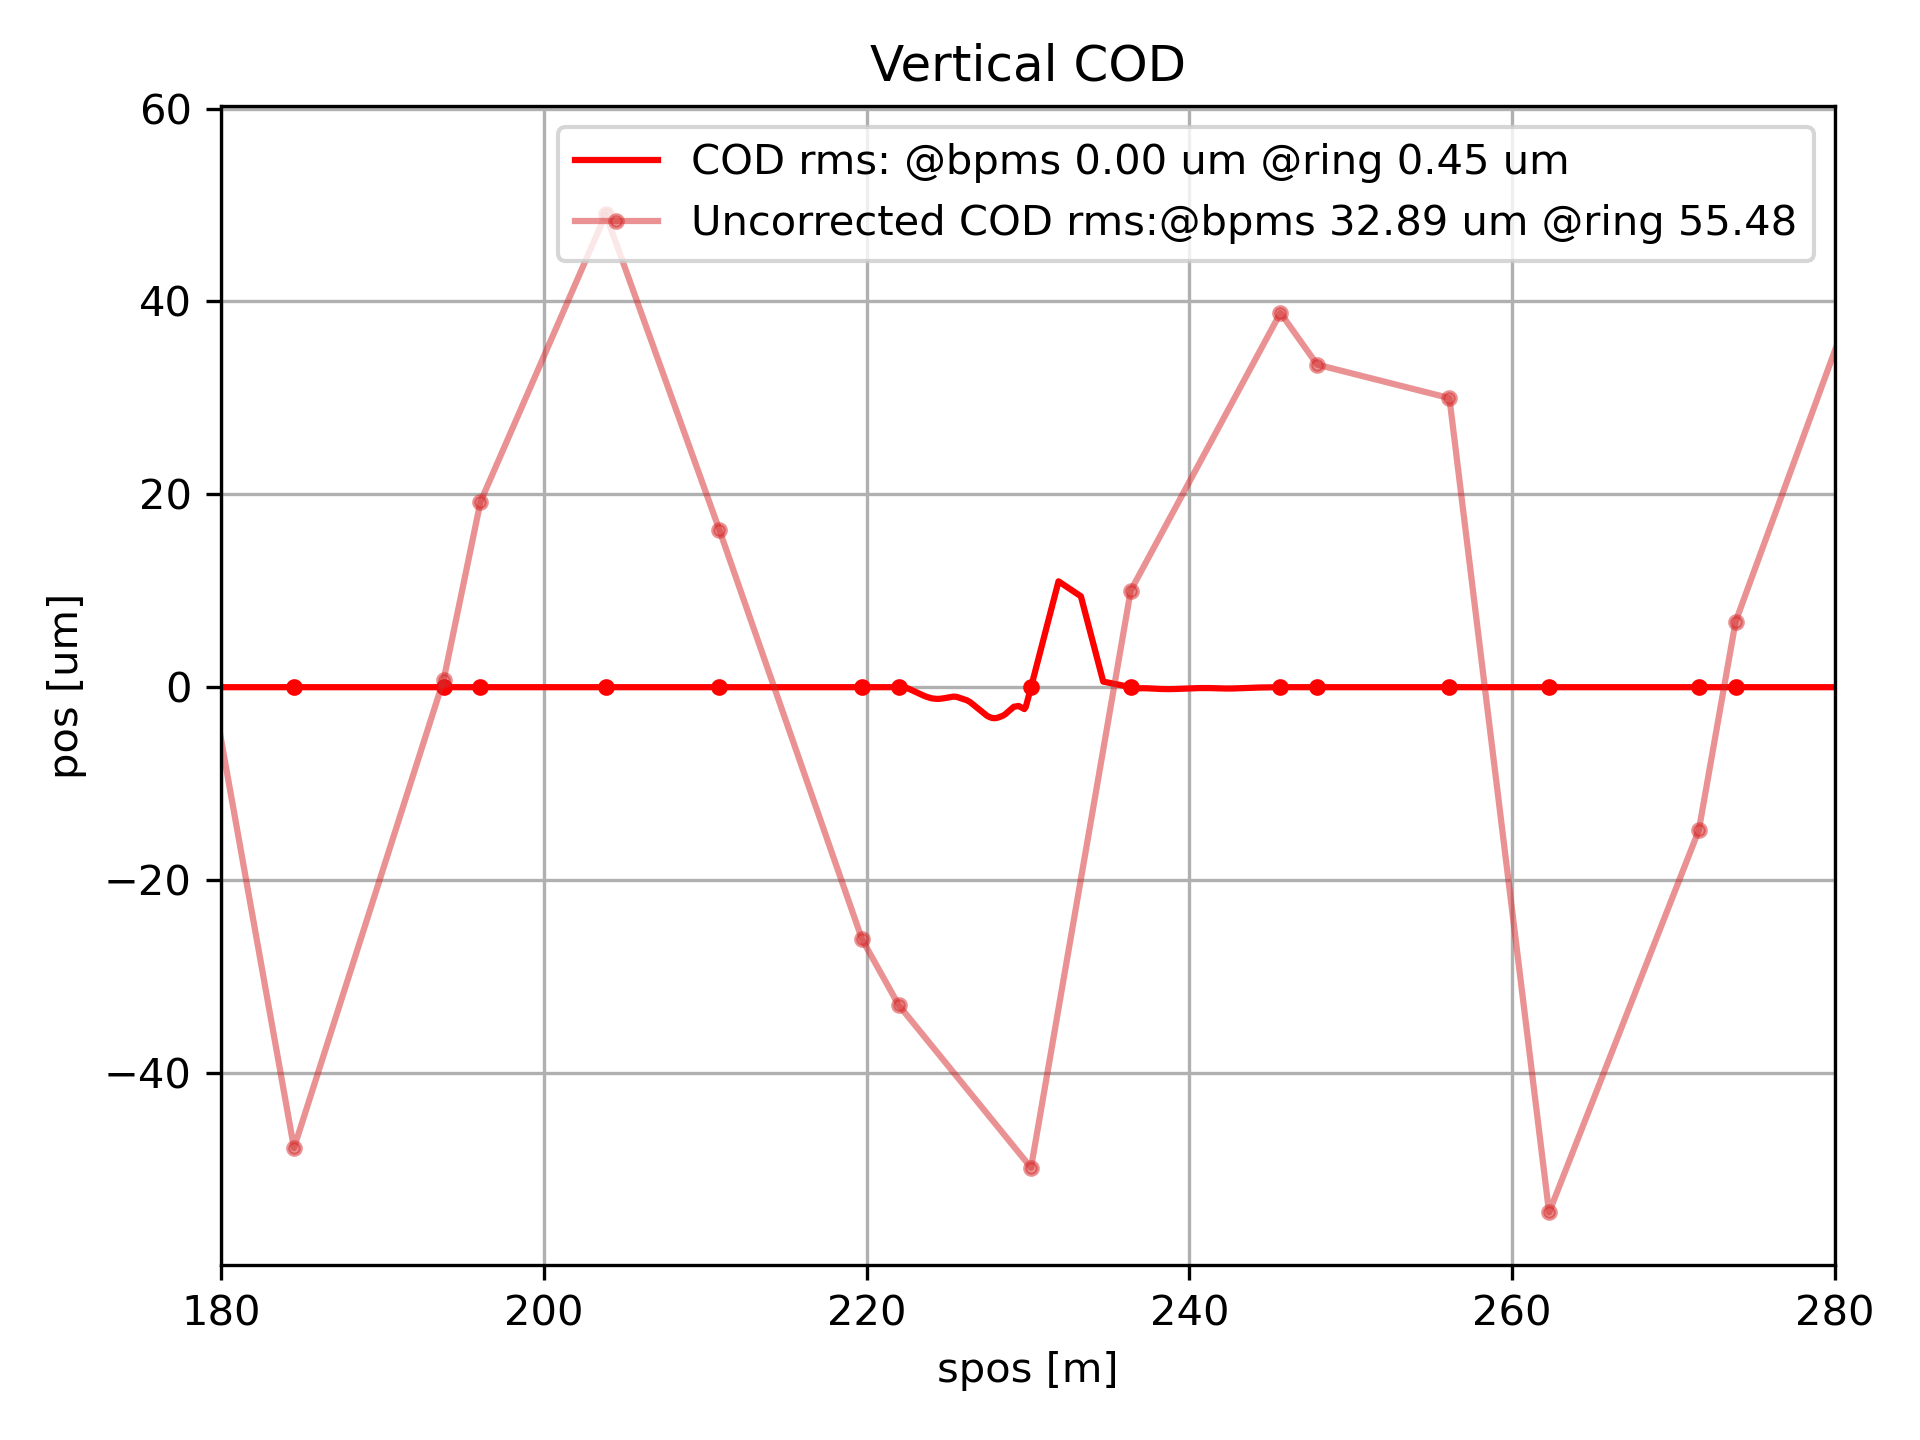 Vertical COD
COD rms: @bpms 0.00 um @ring 0.45 um
Uncorrected COD rms:@bpms 32.89 um @ring 55.48
60
40
20
0
−20
−40
pos [um]
180 200 220 240 260 280
spos [m]